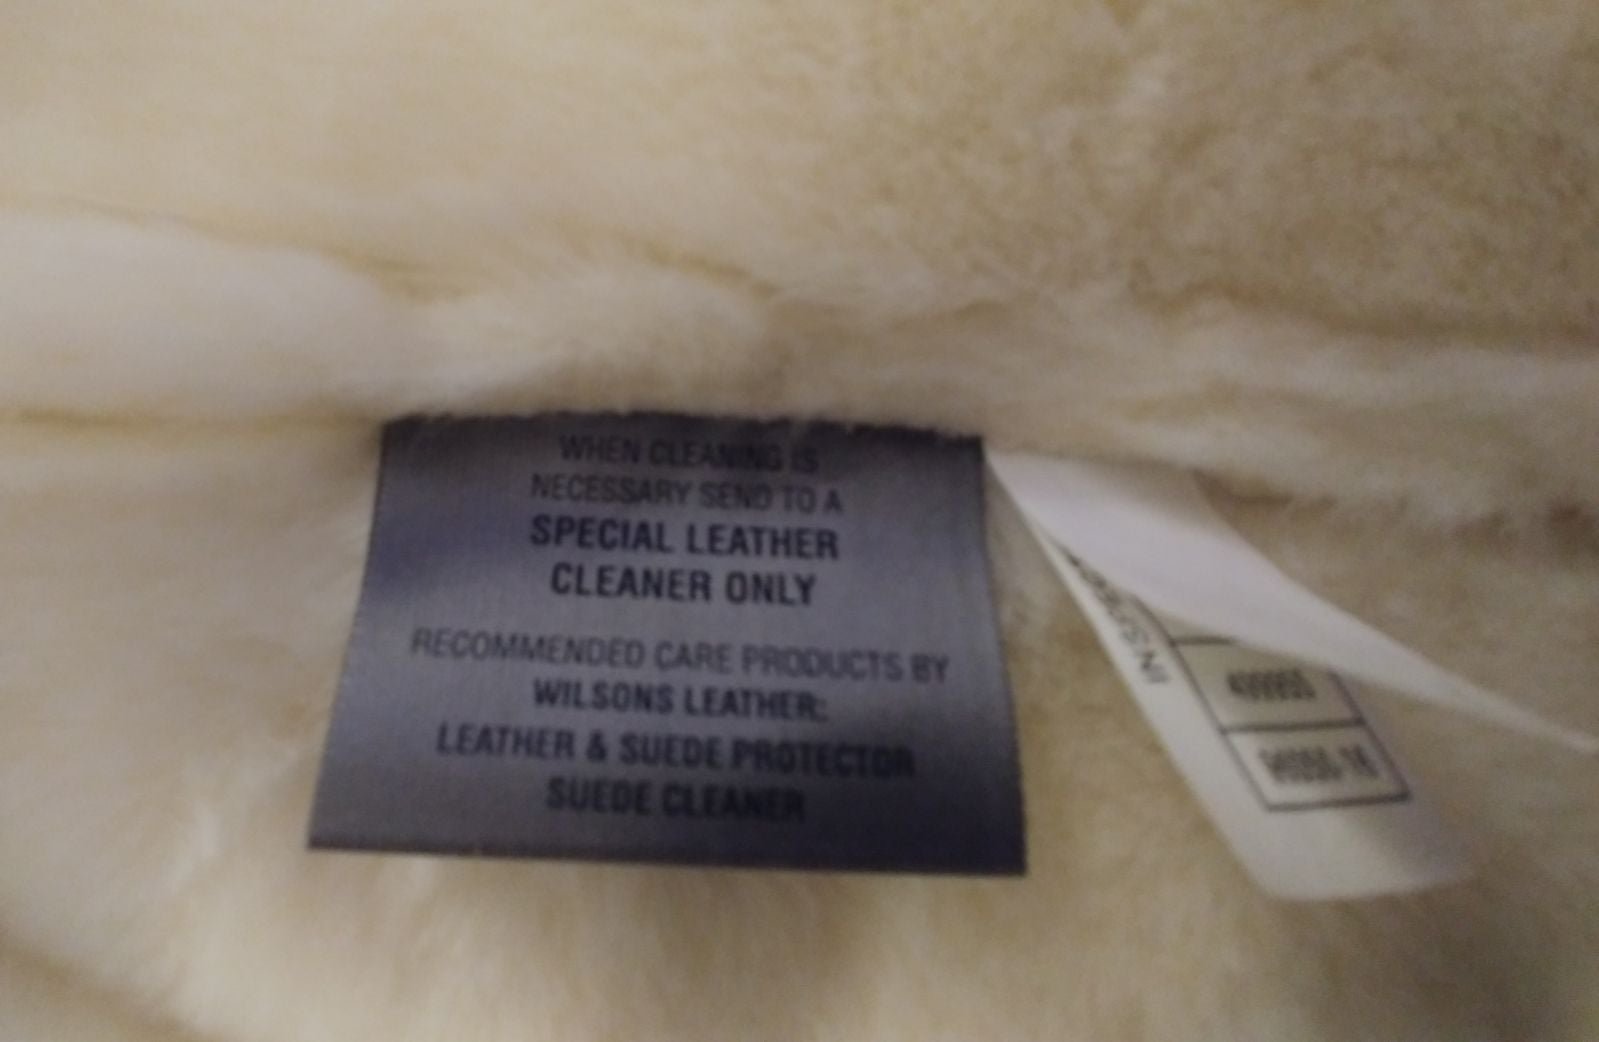 WHEN CLEANING IS
NECESSARY SEND TO A
SPECIAL LEATHER
CLEANER ONLY
RECOMMENDED CARE PRODUCTS BY
WILSONS LEATHER:
LEATHER & SUEDE PROTECTOR
SUEDE CLEANER